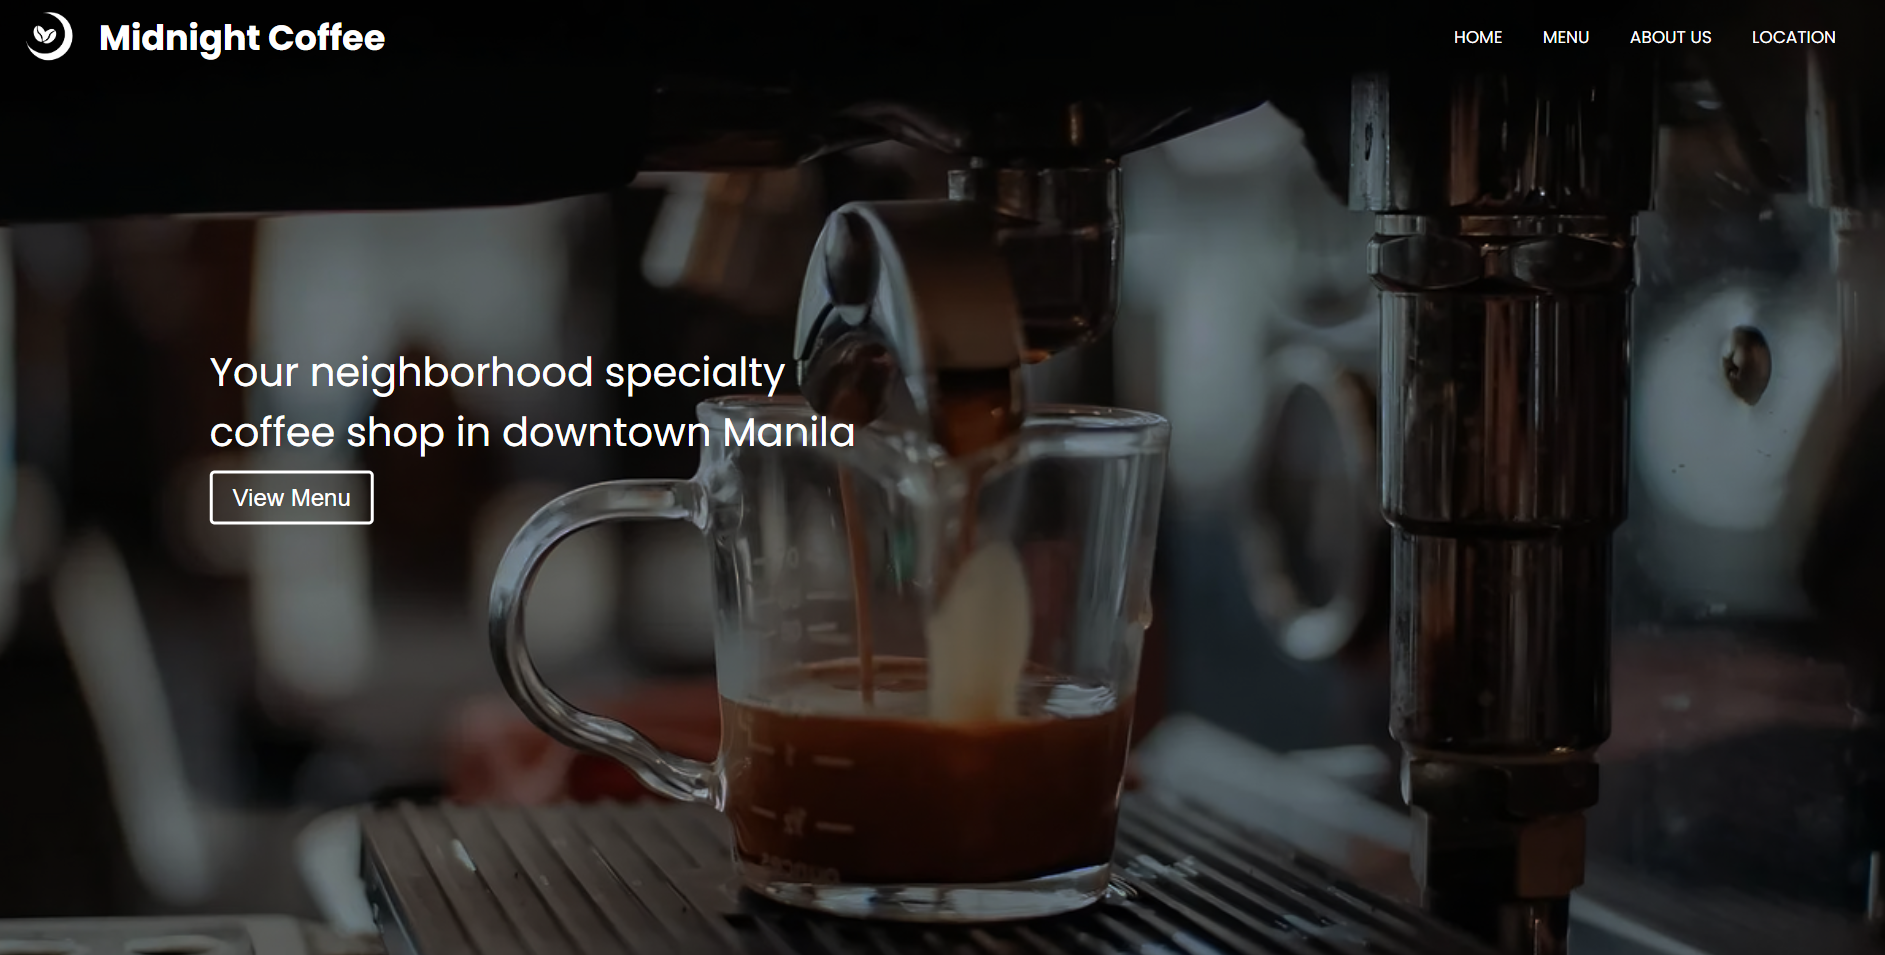 Midnight Coffee
HOME
MENU
ABOUT US
LOCATION
Your neighborhood specialty
coffee shop in downtown Manila
View Menu